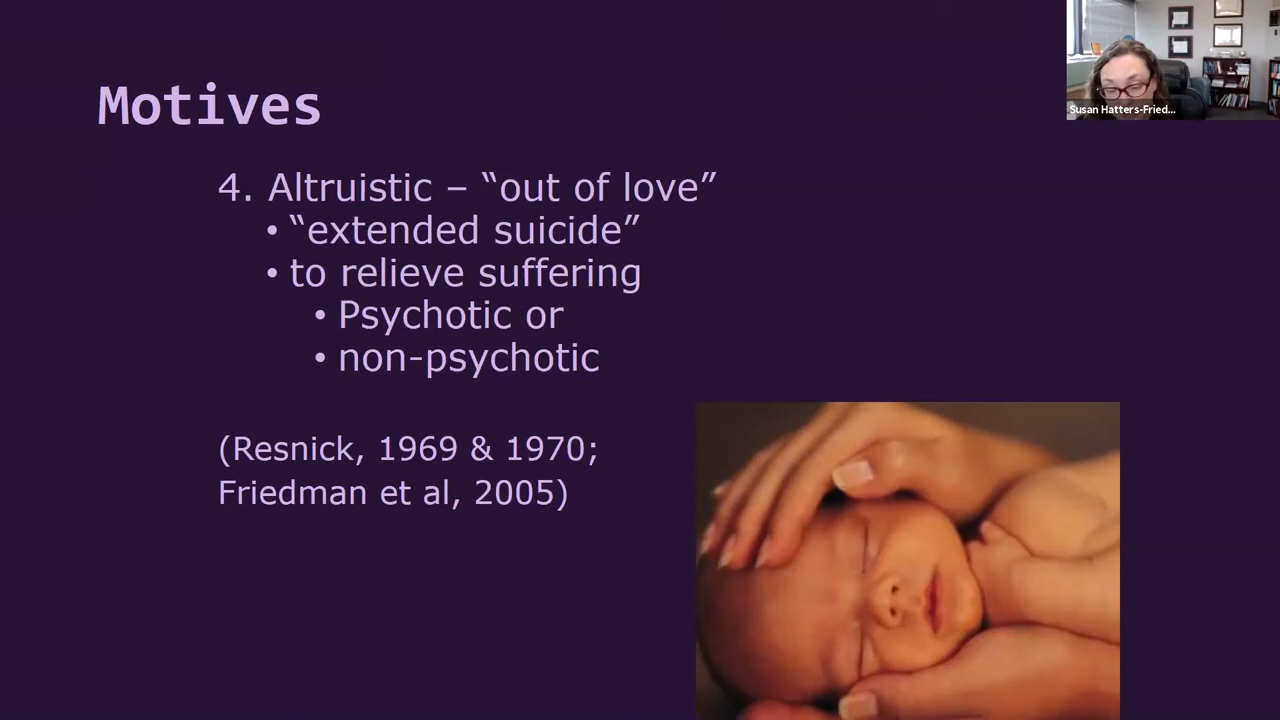 Motives
4. Altruistic – “out of love”
• “extended suicide”
• to relieve suffering
• Psychotic or
• non-psychotic
(Resnick, 1969 & 1970;
Friedman et al, 2005)
Susan Hatters-Fried...